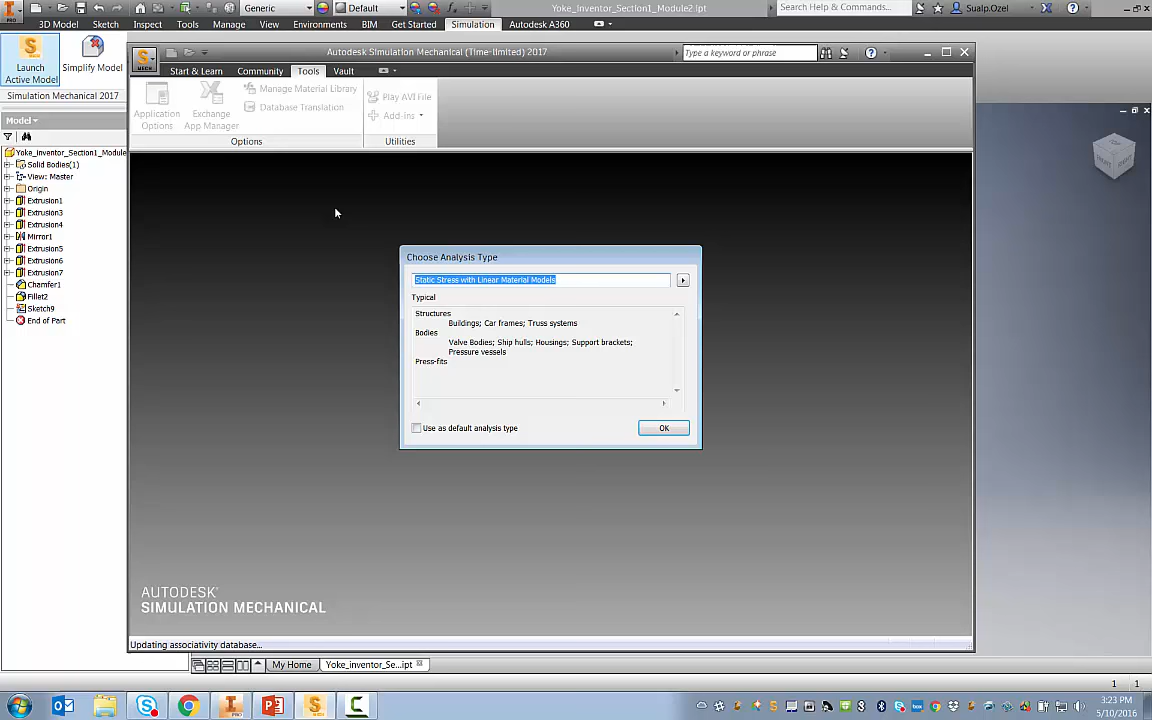 Generic
Default
Yoke_Inventor_Section1_Module2.ipt
Search Help & Commands...
Sualp.Ozel
PRO
3D Model
Sketch
Inspect
Tools
Manage
View
Environments
BIM
Get Started
Simulation
Autodesk A360
Launch
Active Model
Simplify Model
Simulation Mechanical 2017
MECH
Autodesk Simulation Mechanical (Time-limited) 2017
Type a keyword or phrase
Start & Learn
Community
Tools
Vault
Application
Options
Exchange
App Manager
Manage Material Library
Database Translation
Play AVI File
Add-Ins
Options
Utilities
Model
Yoke_Inventor_Section1_Module
Solid Bodies(1)
View: Master
Origin
Extrusion1
Extrusion3
Extrusion4
Mirror1
Extrusion5
Extrusion6
Extrusion7
Chamfer1
Fillet2
Sketch9
End of Part
FRONT
RIGHT
Choose Analysis Type
Static Stress with Linear Material Models
Typical
Structures
Buildings; Car frames; Truss systems
Bodies
Valve Bodies; Ship hulls; Housings; Support brackets;
Pressure vessels
Press-fits
Use as default analysis type
OK
AUTODESK®
SIMULATION MECHANICAL
Updating associativity database...
My Home
Yoke_inventor_Se...ipt
1 1
3:23 PM
5/10/2016